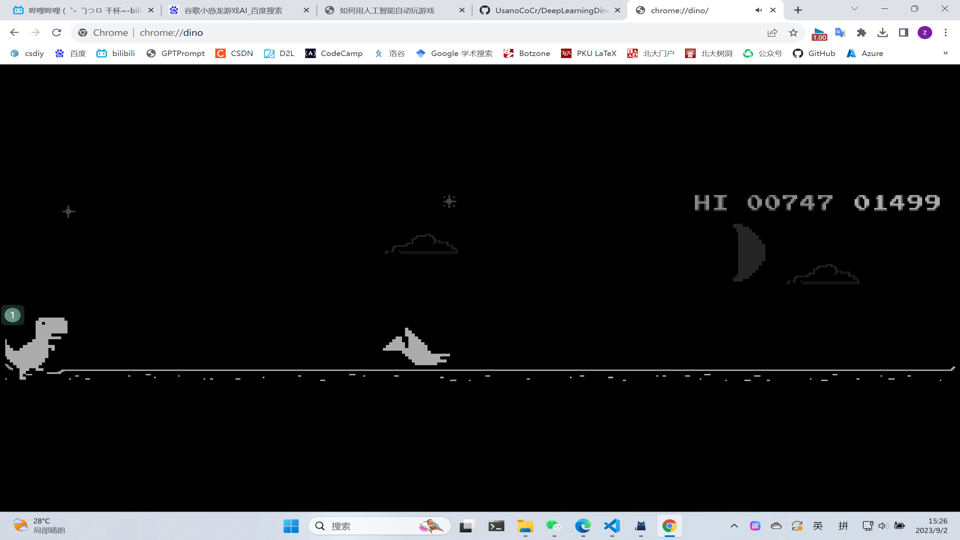 哔哩哔哩 (゜-゜)つロ 干杯~-bili
谷歌小恐龙游戏AI_百度搜索
如何用人工智能自动玩游戏
UsanoCoCr/DeepLearningDin
chrome://dino/
Chrome | chrome://dino
1.00
z
csdiy
百度
bilibili
GPTPrompt
CSDN
D2L
CodeCamp
洛谷
Google 学术搜索
Botzone
PKU LaTeX
北大门户
北大树洞
公众号
GitHub
Azure
»
HI 00747 01499
1
28°C
局部晴朗
搜索
英
拼
15:26
2023/9/2